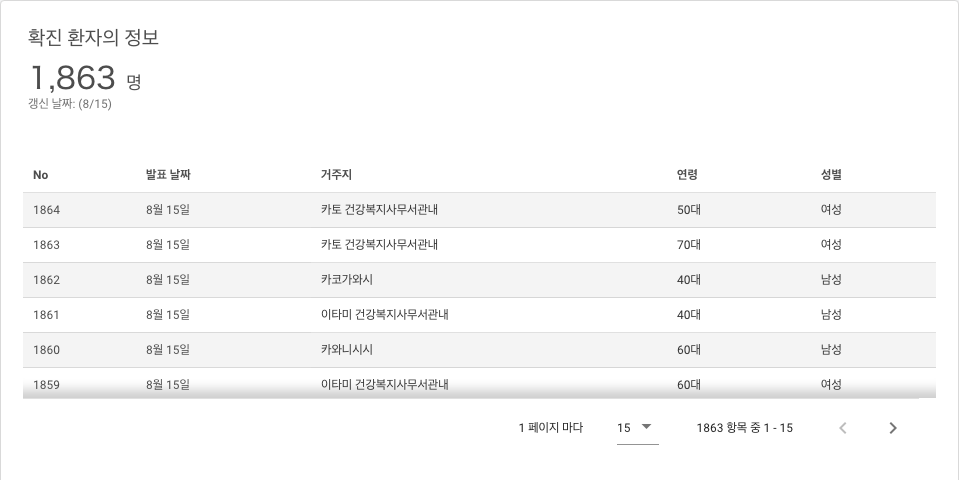 확진 환자의 정보
1,863 명
갱신 날짜: (8/15)
No 발표 날짜 거주지 연령 성별
1864 8월 15일 카토 건강복지사무서관내 50대 여성
1863 8월 15일 카토 건강복지사무서관내 70대 여성
1862 8월 15일 카코가와시 40대 남성
1861 8월 15일 이타미 건강복지사무서관내 40대 남성
1860 8월 15일 카와니시시 60대 남성
1859 8월 15일 이타미 건강복지사무서관내 60대 여성
1 페이지 마다 15 1863 항목 중 1 - 15